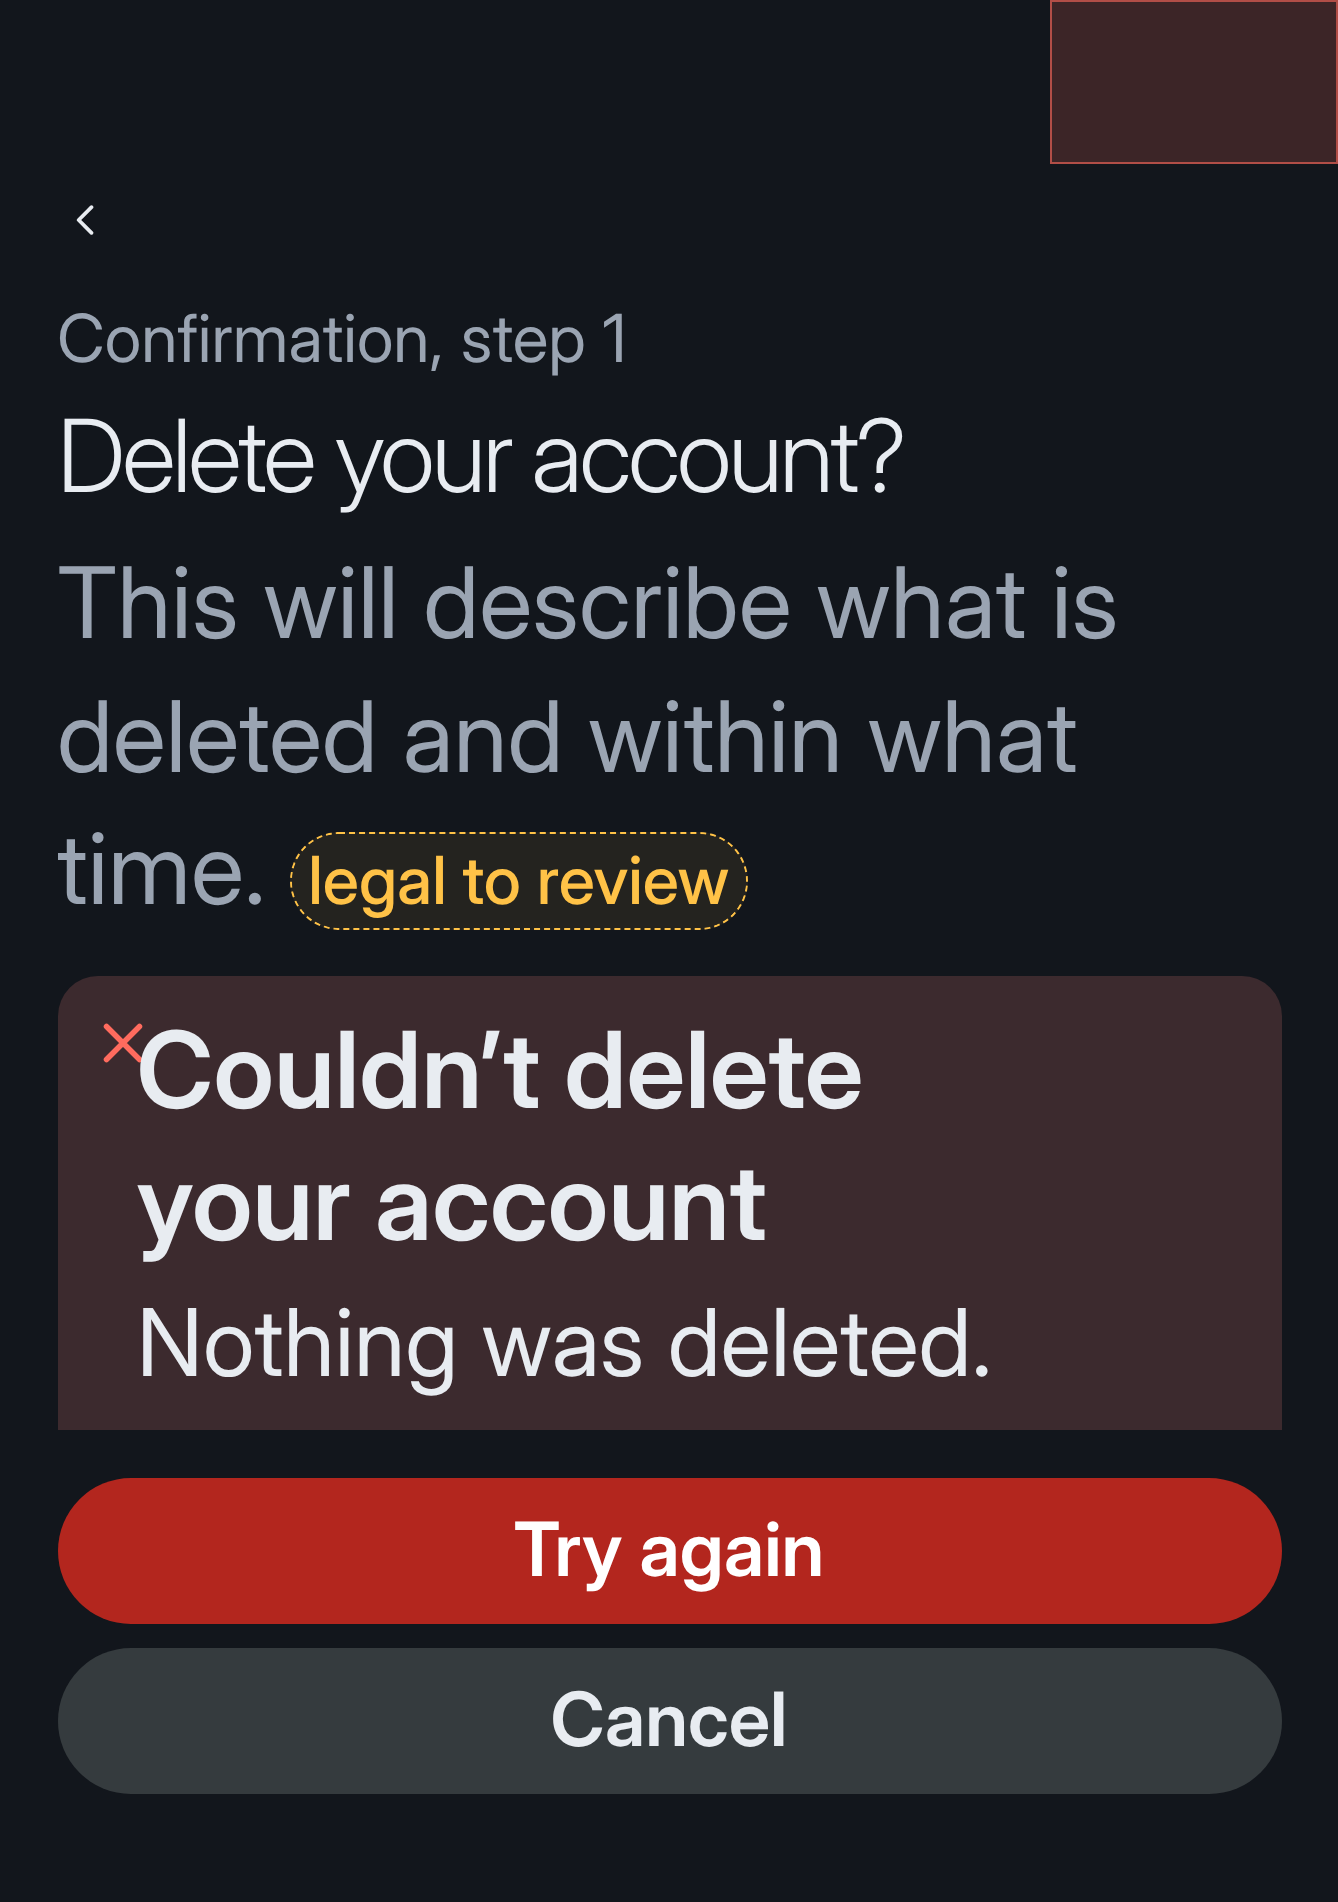 Confirmation, step 1
Delete your account?
This will describe what is
deleted and within what
time. legal to review
Couldn’t delete
your account
Nothing was deleted.
Try again
Cancel